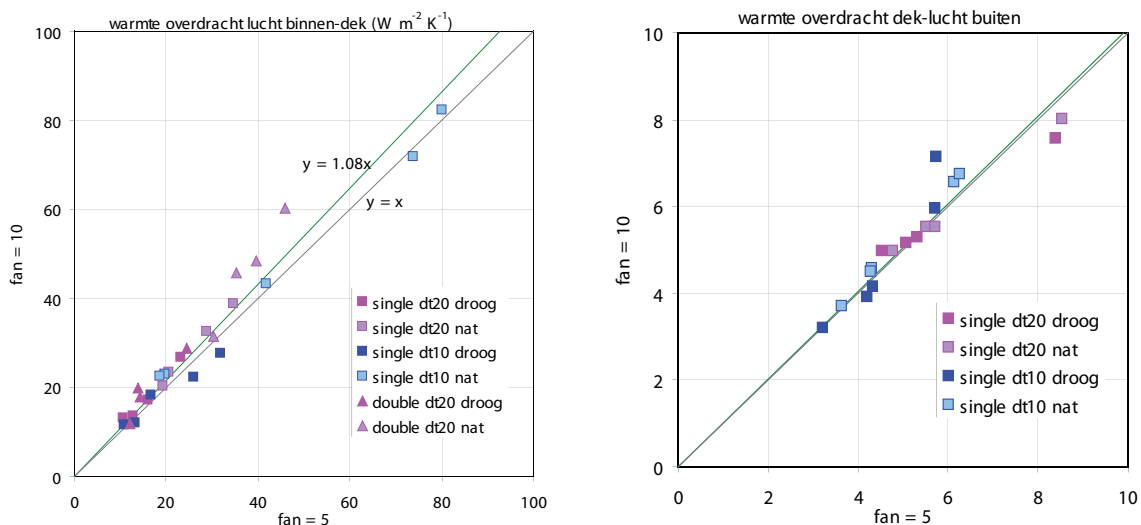 warmte overdracht lucht binnen-dek (W m⁻² K⁻¹)
100
80
60
40
20
0
0 20 40 60 80 100
fan = 10
fan = 5
y = 1.08x
y = x
single dt20 droog
single dt20 nat
single dt10 droog
single dt10 nat
double dt20 droog
double dt20 nat
warmte overdracht dek-lucht buiten
10
8
6
4
2
0
0 2 4 6 8 10
fan = 10
fan = 5
single dt20 droog
single dt20 nat
single dt10 droog
single dt10 nat